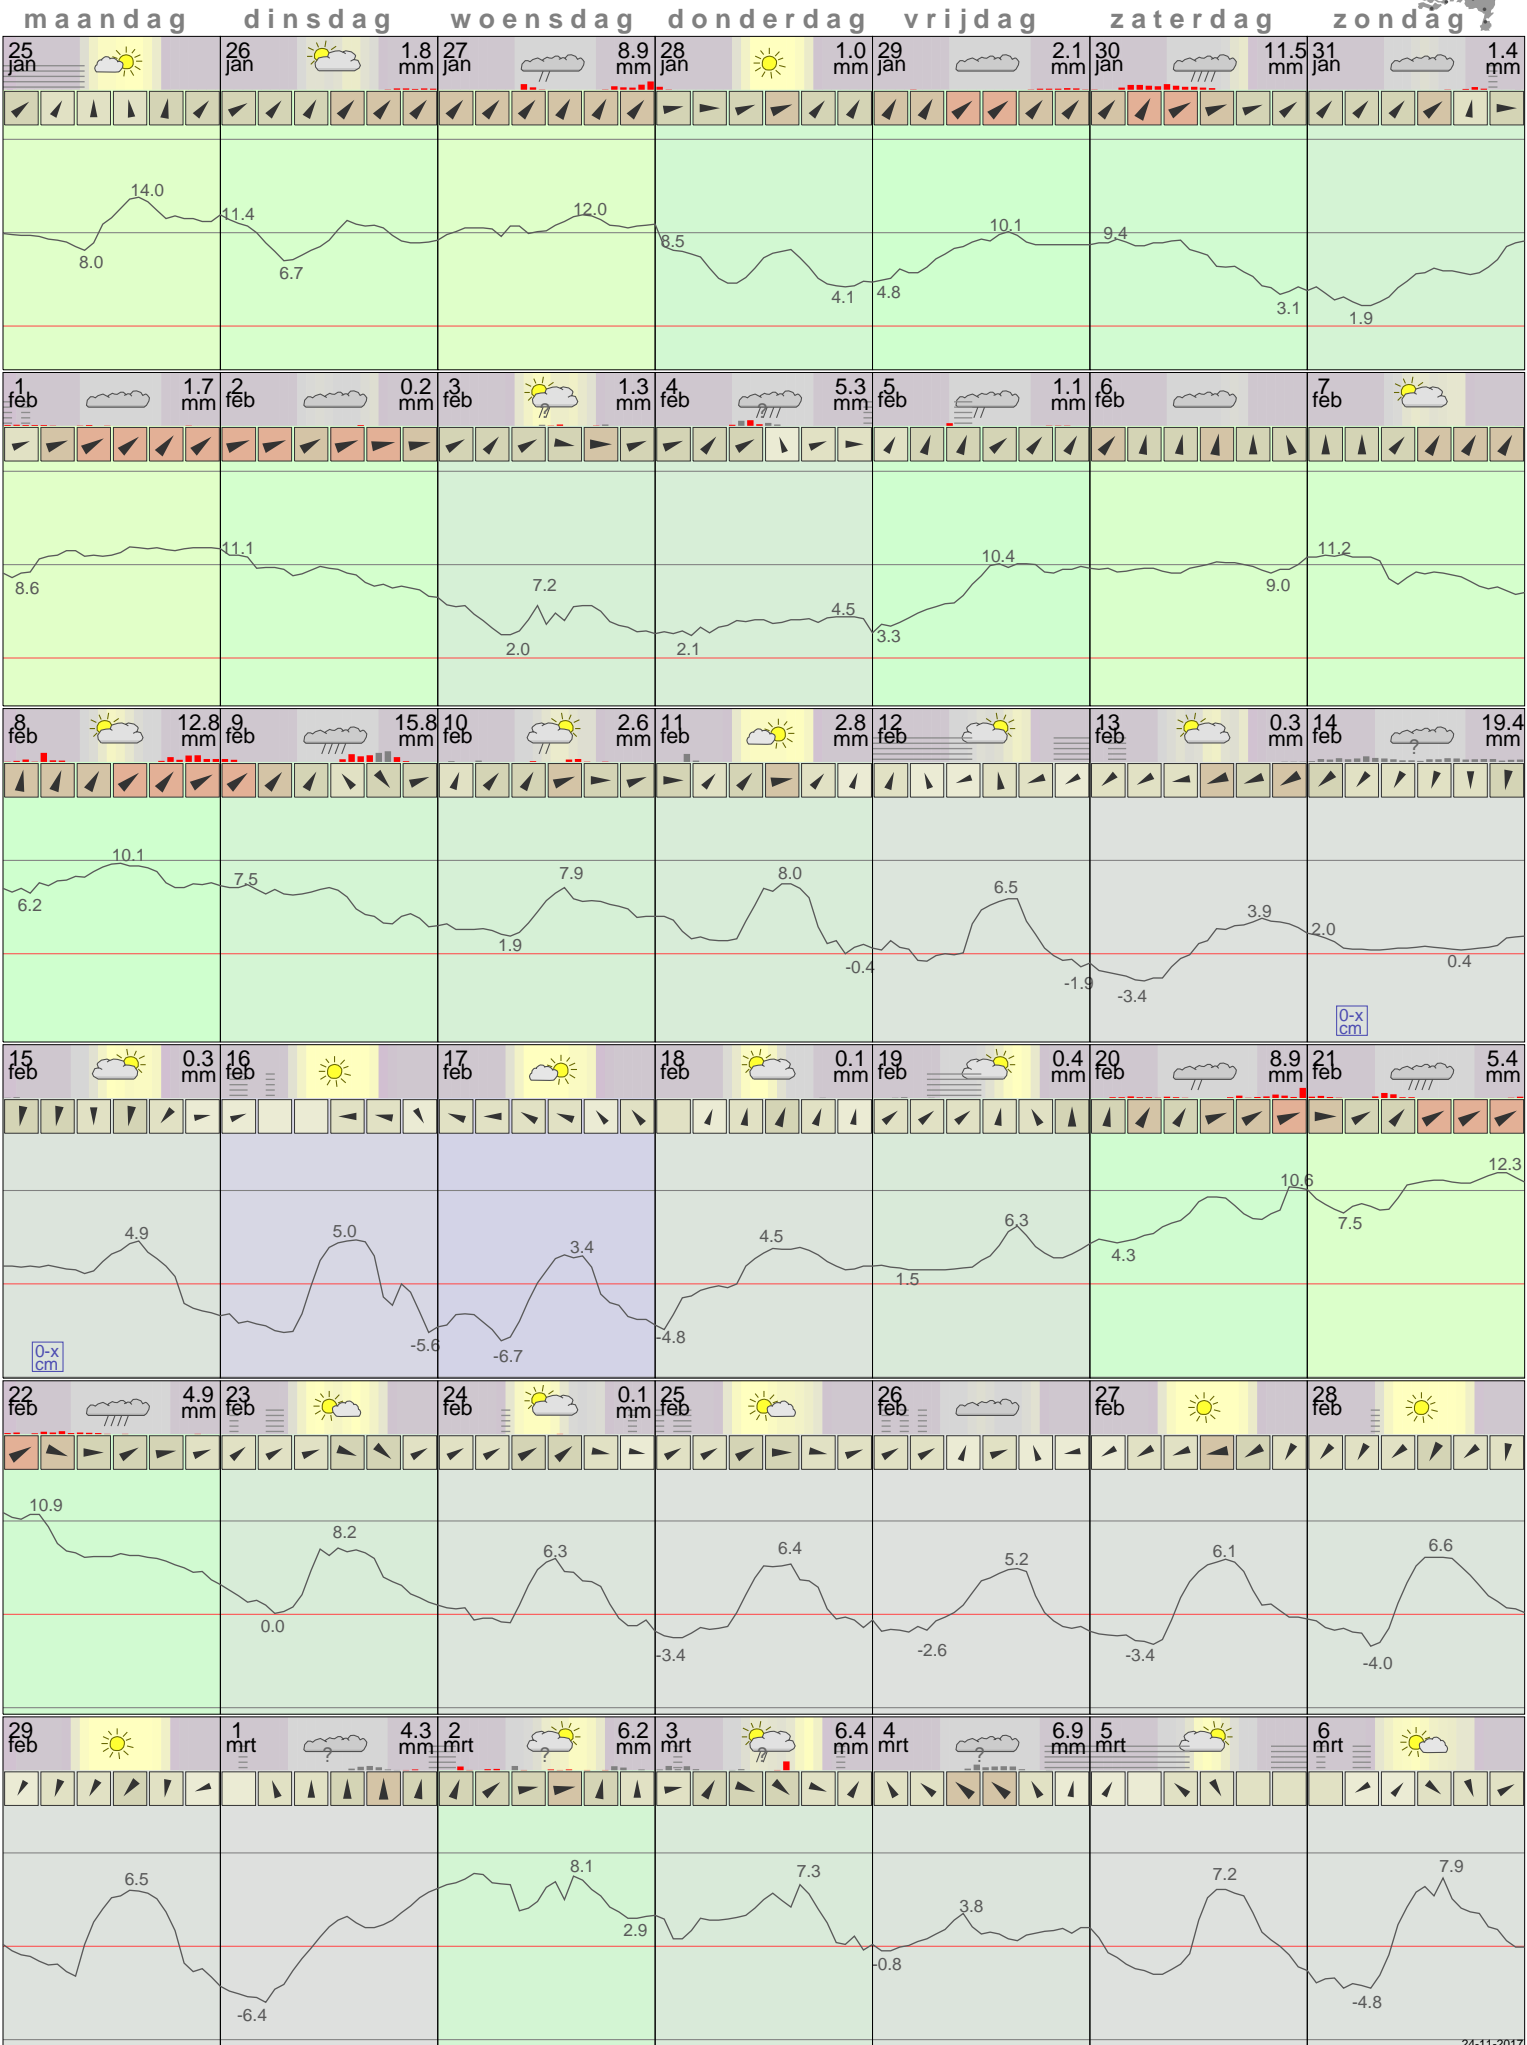 maandag dinsdag woensdag donderdag vrijdag zaterdag zondag
25 jan
26 jan 1.8 mm
27 jan 8.9 mm
28 jan 1.0 mm
29 jan 2.1 mm
30 jan 11.5 mm
31 jan 1.4 mm
14.0 8.0
11.4 6.7
12.0
8.5 4.1
4.8 10.1
9.4 3.1
1.9
1 feb 1.7 mm
2 feb 0.2 mm
3 feb ? 1.3 mm
4 feb ? 5.3 mm
5 feb 1.1 mm
6 feb
7 feb
8.6
11.1
2.0 7.2
2.1 4.5
3.3 10.4
9.0
11.2
8 feb 12.8 mm
9 feb 15.8 mm
10 feb 2.6 mm
11 feb 2.8 mm
12 feb
13 feb 0.3 mm
14 feb ? 19.4 mm
6.2 10.1
7.5
1.9 7.9
8.0 -0.4
6.5 -1.9
-3.4 3.9
2.0 0.4
0-x
cm
15 feb 0.3 mm
16 feb
17 feb
18 feb 0.1 mm
19 feb 0.4 mm
20 feb 8.9 mm
21 feb 5.4 mm
4.9
5.0 -5.6
-6.7 3.4
-4.8 4.5
1.5 6.3
4.3 10.6
7.5 12.3
0-x
cm
22 feb 4.9 mm
23 feb
24 feb 0.1 mm
25 feb
26 feb
27 feb
28 feb
10.9
0.0 8.2
6.3
-3.4 6.4
-2.6 5.2
-3.4 6.1
-4.0 6.6
29 feb
1 mrt ? 4.3 mm
2 mrt ? 6.2 mm
3 mrt ? 6.4 mm
4 mrt ? 6.9 mm
5 mrt
6 mrt
6.5
-6.4
8.1 2.9
7.3
-0.8 3.8
7.2
-4.8 7.9
24-11-2017